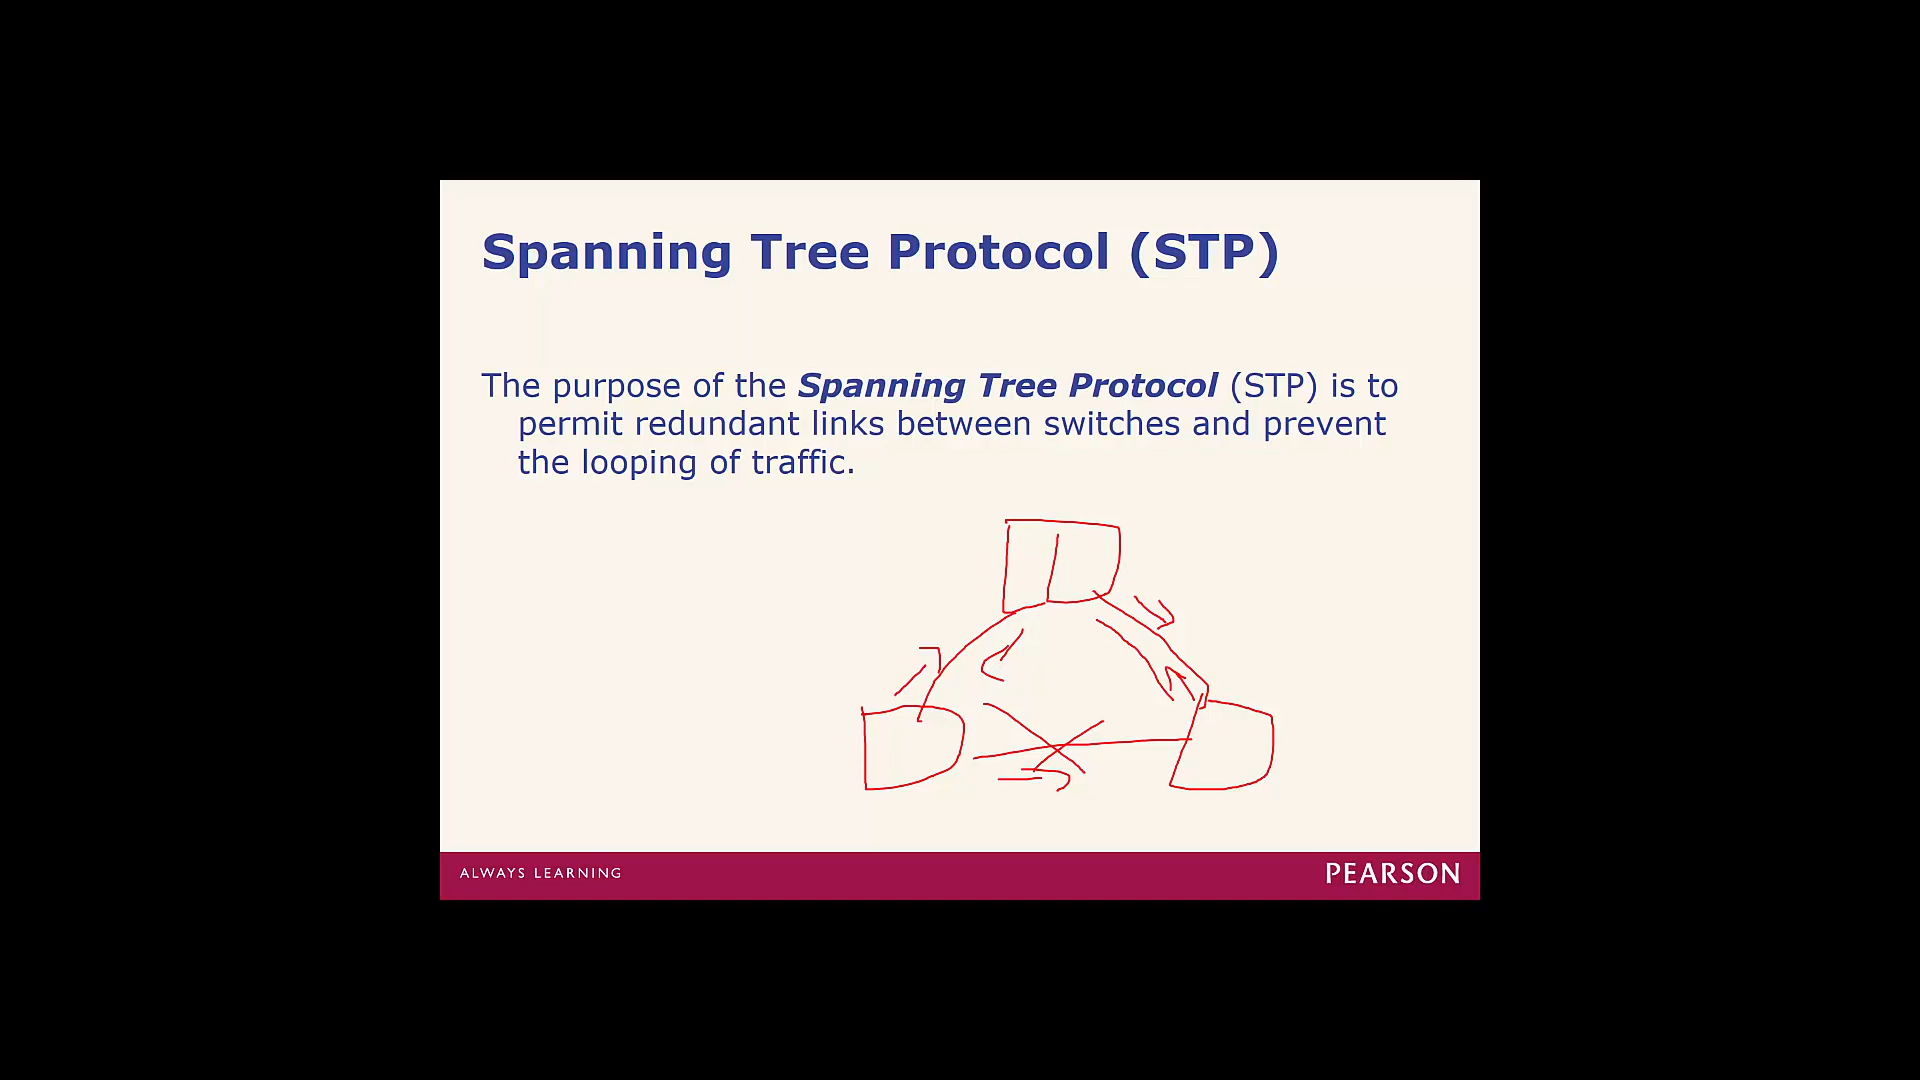 Spanning Tree Protocol (STP)
The purpose of the Spanning Tree Protocol (STP) is to
permit redundant links between switches and prevent
the looping of traffic.
ALWAYS LEARNING
PEARSON